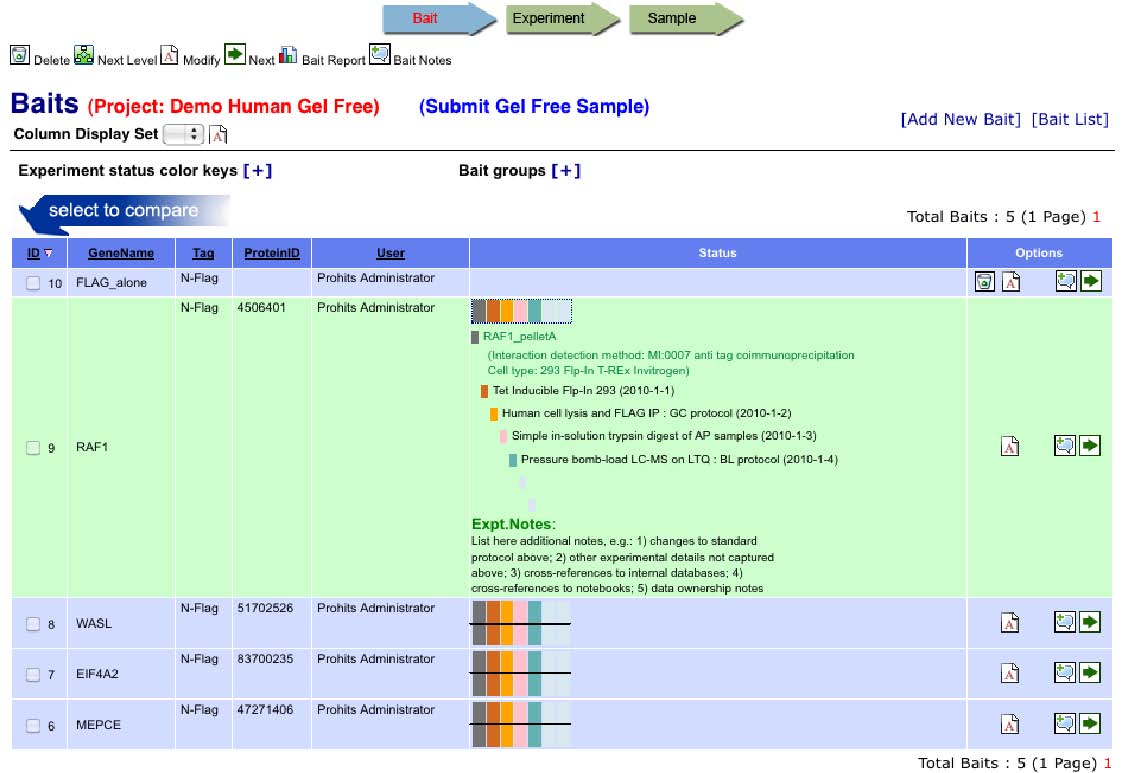 Bait Experiment Sample
Delete Next Level Modify Next Bait Report Bait Notes
Baits (Project: Demo Human Gel Free) (Submit Gel Free Sample)
[Add New Bait] [Bait List]
Column Display Set
Experiment status color keys [+] Bait groups [+]
select to compare
Total Baits : 5 (1 Page) 1
ID GeneName Tag ProteinID User Status Options
10 FLAG_alone N-Flag Prohits Administrator
9 RAF1 N-Flag 4506401 Prohits Administrator
RAF1_pelletA
(Interaction detection method: MI:0007 anti tag coimmunoprecipitation
Cell type: 293 Flp-In T-REx Invitrogen)
Tet Inducible Flp-In 293 (2010-1-1)
Human cell lysis and FLAG IP : GC protocol (2010-1-2)
Simple in-solution trypsin digest of AP samples (2010-1-3)
Pressure bomb-load LC-MS on LTQ : BL protocol (2010-1-4)
Expt.Notes:
List here additional notes, e.g.: 1) changes to standard
protocol above; 2) other experimental details not captured
above; 3) cross-references to internal databases; 4)
cross-references to notebooks; 5) data ownership notes
8 WASL N-Flag 51702526 Prohits Administrator
7 EIF4A2 N-Flag 83700235 Prohits Administrator
6 MEPCE N-Flag 47271406 Prohits Administrator
Total Baits : 5 (1 Page) 1